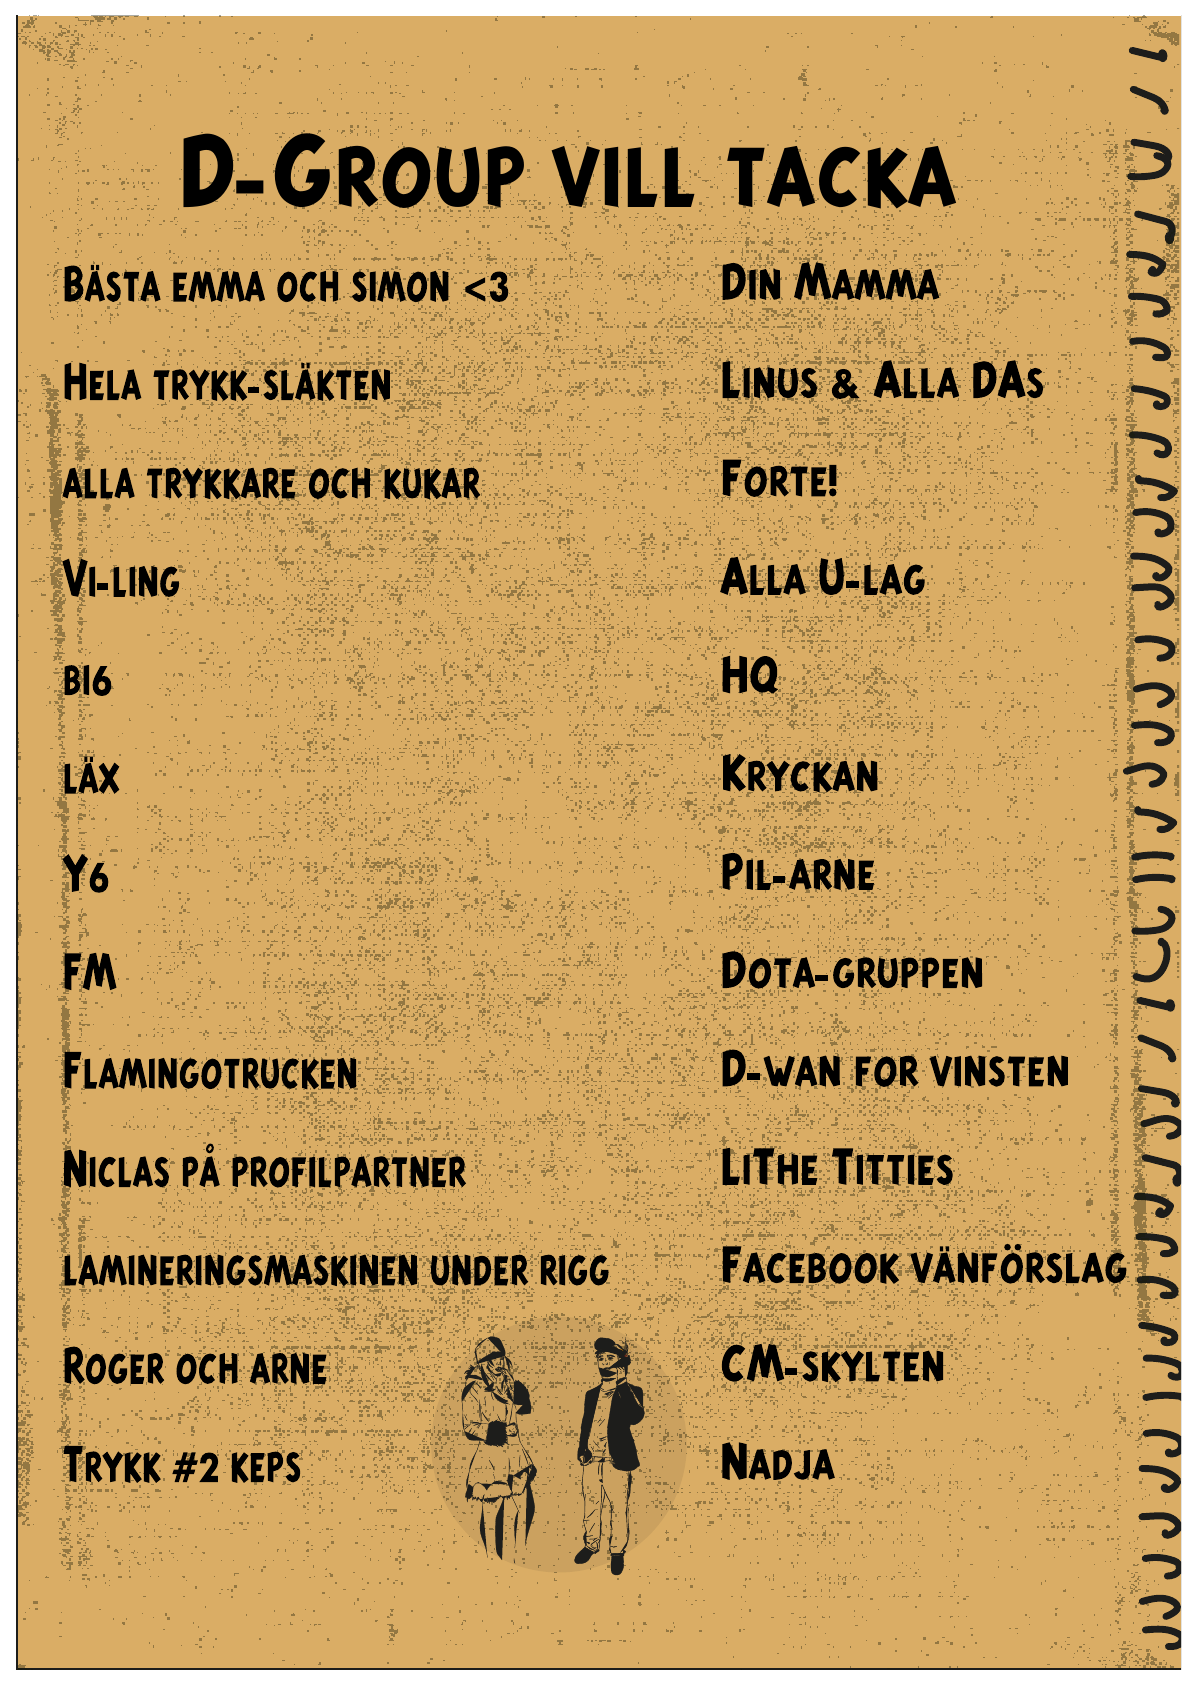 D-Group vill tacka
Bästa emma och simon <3
Hela trykk-släkten
alla trykkare och kukar
Vi-ling
bi6
läx
Y6
FM
Flamingotrucken
Niclas på profilpartner
lamineringsmaskinen under rigg
Roger och arne
Trykk #2 keps
Din Mamma
Linus & Alla DAs
Forte!
Alla U-lag
HQ
Kryckan
Pil-arne
Dota-gruppen
D-wan for vinsten
LiThe Titties
Facebook vänförslag
CM-skylten
Nadja